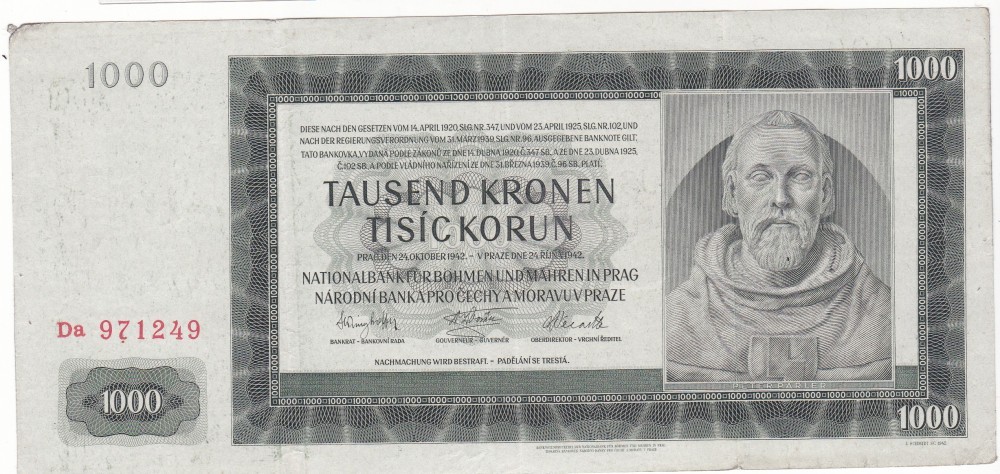 1000
1000
DIESE NACH DEN GESETZEN VOM 14. APRIL 1920, SLG. NR. 347, UND VOM 23. APRIL 1925, SLG. NR. 102, UND
NACH DER REGIERUNGSVERORDNUNG VOM 31. MÄRZ 1939, SLG. NR. 96, AUSGEGEBENE BANKNOTE GILT.
TATO BANKOVKA, VYDANÁ PODLE ZÁKONŮ ZE DNE 14. DUBNA 1920, Č. 347 SB., A ZE DNE 23. DUBNA 1925,
Č. 102 SB., A PODLE VLÁDNÍHO NAŘÍZENÍ ZE DNE 31. BŘEZNA 1939, Č. 96 SB., PLATÍ.
TAUSEND KRONEN
TISÍC KORUN
PRAG, DEN 24. OKTOBER 1942. – V PRAZE DNE 24. ŘÍJNA 1942.
NATIONALBANK FÜR BÖHMEN UND MÄHREN IN PRAG
NÁRODNÍ BANKA PRO ČECHY A MORAVU V PRAZE
Da 971249
BANKRAT – BANKOVNÍ RADA
GOUVERNEUR – GUVERNÉR
OBERDIREKTOR – VRCHNÍ ŘEDITEL
NACHMACHUNG WIRD BESTRAFT. – PADĚLÁNÍ SE TRESTÁ.
PETER PARLER
1000
1000